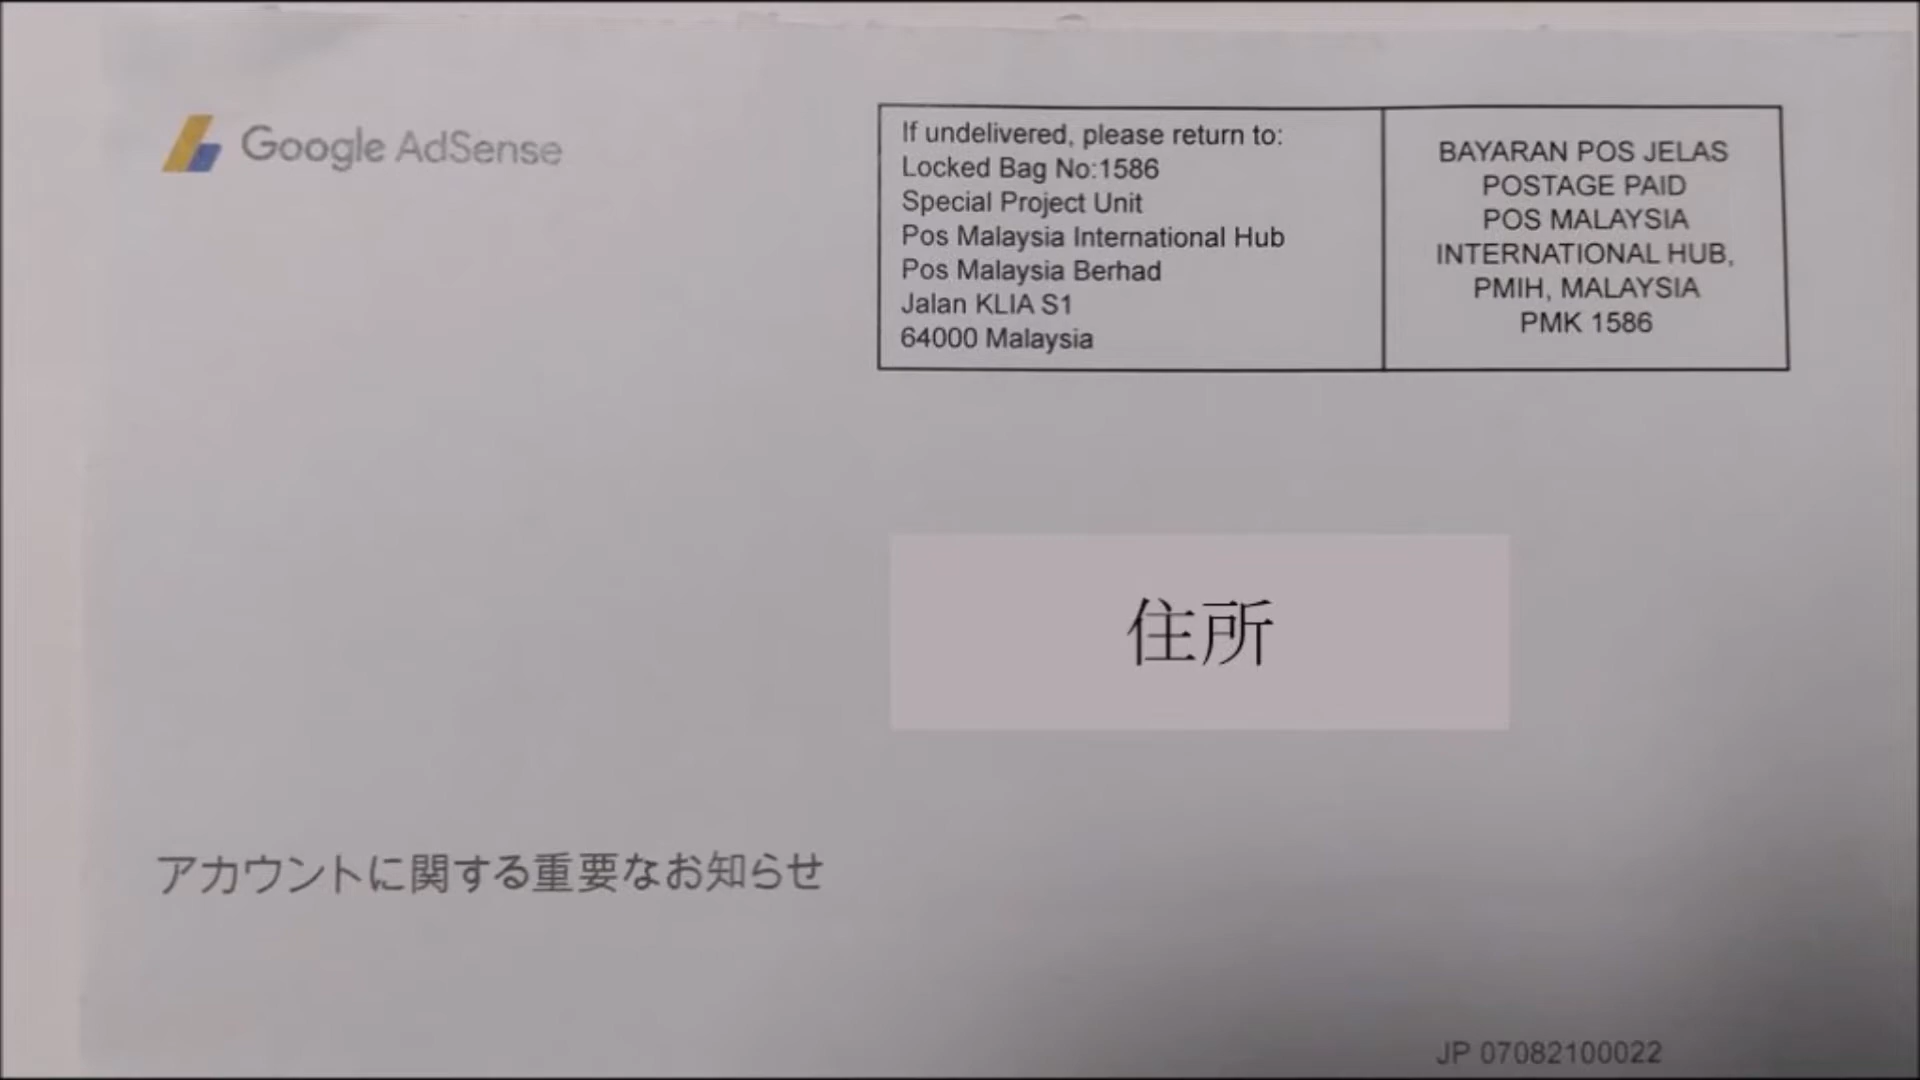 Google AdSense
If undelivered, please return to:
Locked Bag No:1586
Special Project Unit
Pos Malaysia International Hub
Pos Malaysia Berhad
Jalan KLIA S1
64000 Malaysia
BAYARAN POS JELAS
POSTAGE PAID
POS MALAYSIA
INTERNATIONAL HUB,
PMIH, MALAYSIA
PMK 1586
住所
アカウントに関する重要なお知らせ
JP 07082100022